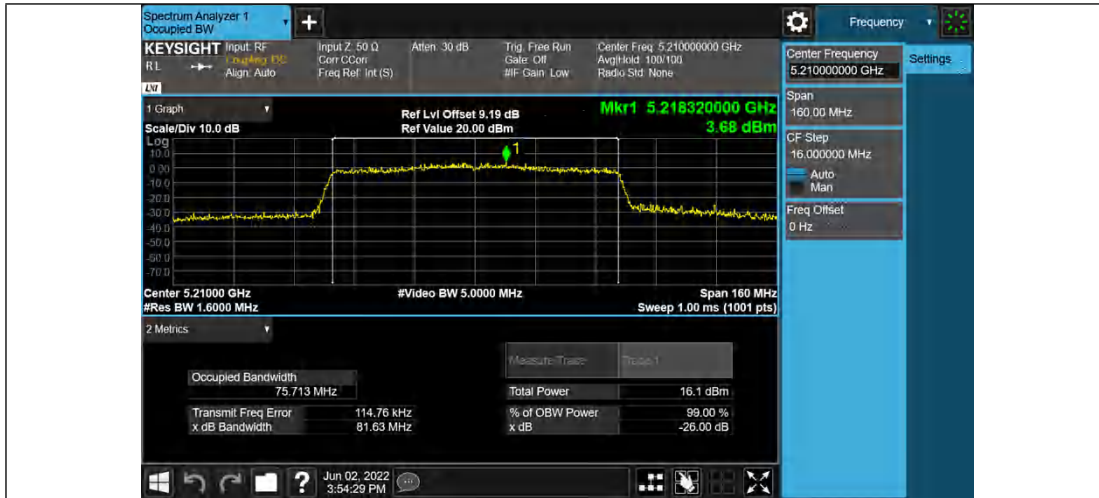 Spectrum Analyzer 1
Occupied BW
Frequency
KEYSIGHT
RL
LXI
Input: RF
Coupling: DC
Align: Auto
Input Z: 50 Ω
Corr CCorr
Freq Ref: Int (S)
Atten: 30 dB
Trig: Free Run
Gate: Off
#IF Gain: Low
Center Freq: 5.210000000 GHz
Avg|Hold: 100/100
Radio Std: None
Center Frequency
5.210000000 GHz
Settings
Span
160.00 MHz
CF Step
16.000000 MHz
Auto
Man
Freq Offset
0 Hz
1 Graph
Scale/Div 10.0 dB
Ref Lvl Offset 9.19 dB
Ref Value 20.00 dBm
Mkr1 5.218320000 GHz
3.68 dBm
Log
10.0
0.00
-10.0
-20.0
-30.0
-40.0
-50.0
-60.0
-70.0
1
Center 5.21000 GHz
#Res BW 1.6000 MHz
#Video BW 5.0000 MHz
Span 160 MHz
Sweep 1.00 ms (1001 pts)
2 Metrics
Measure Trace Trace 1
Occupied Bandwidth
75.713 MHz
Total Power 16.1 dBm
Transmit Freq Error 114.76 kHz
% of OBW Power 99.00 %
x dB Bandwidth 81.63 MHz
x dB -26.00 dB
?
Jun 02, 2022
3:54:29 PM